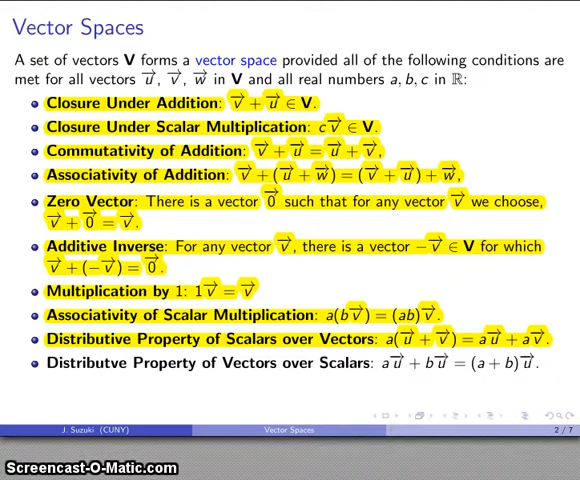 Vector Spaces
A set of vectors V forms a vector space provided all of the following conditions are
met for all vectors u⃗, v⃗, w⃗ in V and all real numbers a, b, c in ℝ:
Closure Under Addition: v⃗ + u⃗ ∈ V.
Closure Under Scalar Multiplication: cv⃗ ∈ V.
Commutativity of Addition: v⃗ + u⃗ = u⃗ + v⃗,
Associativity of Addition: v⃗ + (u⃗ + w⃗) = (v⃗ + u⃗) + w⃗,
Zero Vector: There is a vector 0⃗ such that for any vector v⃗ we choose,
v⃗ + 0⃗ = v⃗.
Additive Inverse: For any vector v⃗, there is a vector −v⃗ ∈ V for which
v⃗ + (−v⃗) = 0⃗.
Multiplication by 1: 1v⃗ = v⃗
Associativity of Scalar Multiplication: a(bv⃗) = (ab)v⃗.
Distributive Property of Scalars over Vectors: a(u⃗ + v⃗) = au⃗ + av⃗.
Distributve Property of Vectors over Scalars: au⃗ + bu⃗ = (a + b)u⃗.
J. Suzuki (CUNY) Vector Spaces 2 / 7
Screencast-O-Matic.com